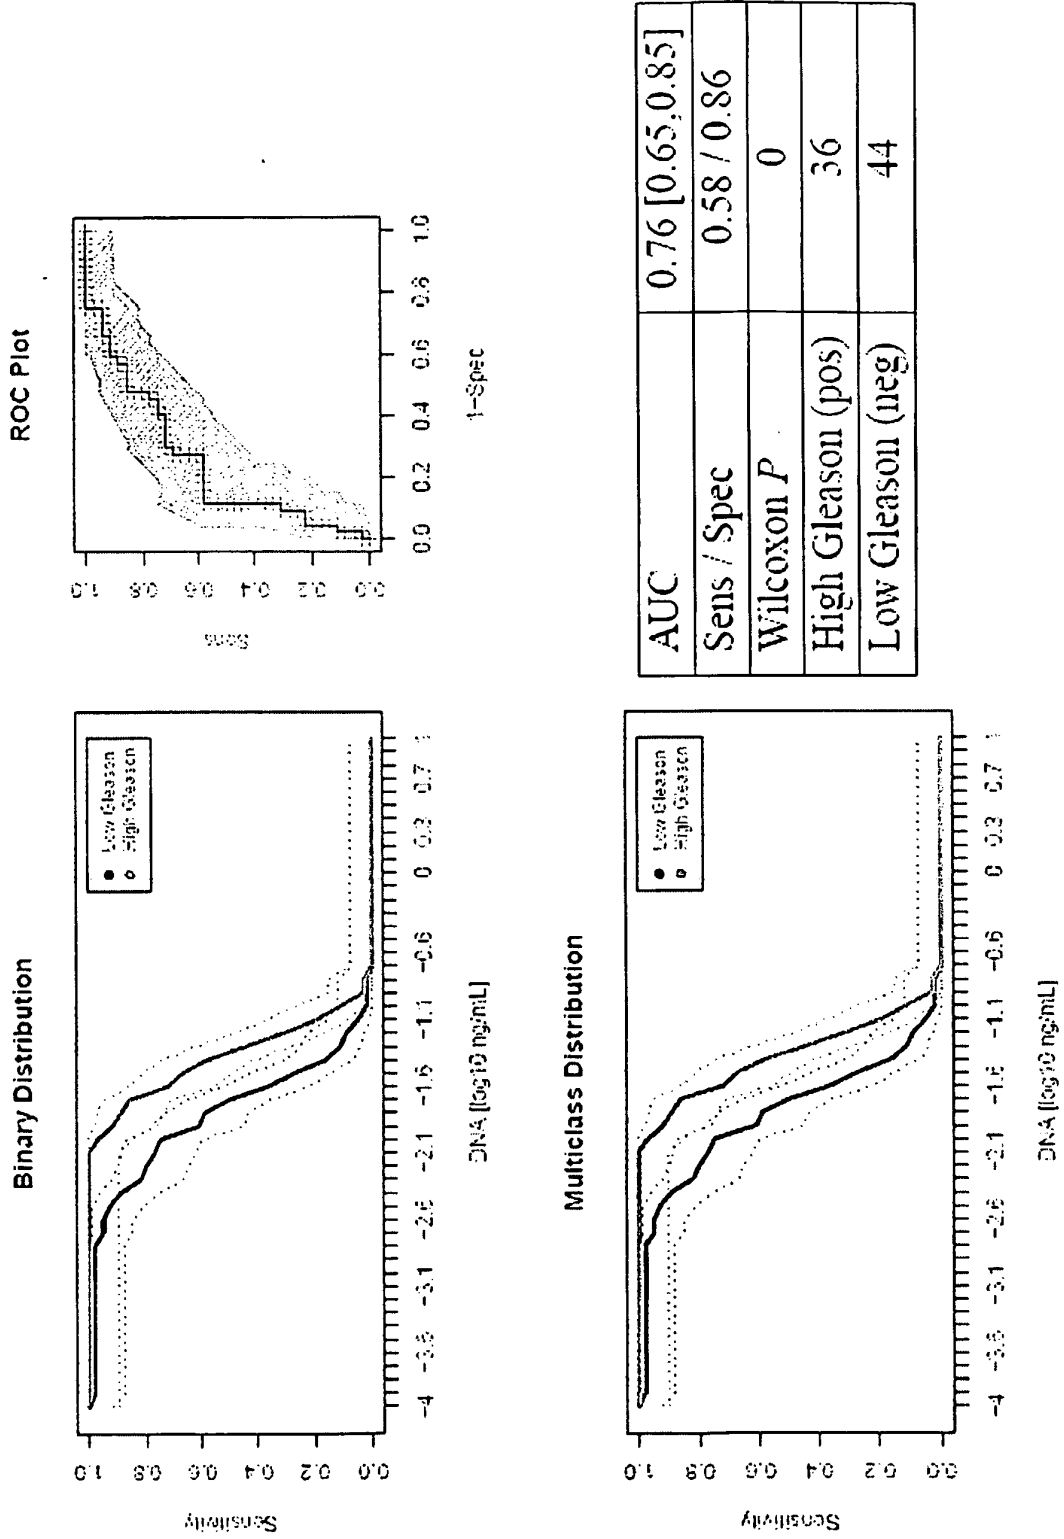 Binary Distribution
Low Gleason
High Gleason
Sensitivity
1.0
0.8
0.6
0.4
0.2
0.0
-4 -3.6 -3.1 -2.6 -2.1 -1.6 -1.1 -0.6 0 0.3 0.7 1
DNA [log10 ng/mL]
ROC Plot
Sens
1.0
0.8
0.6
0.4
0.2
0.0
0.0 0.2 0.4 0.6 0.8 1.0
1-Spec
Multiclass Distribution
Low Gleason
High Gleason
Sensitivity
1.0
0.8
0.6
0.4
0.2
0.0
-4 -3.6 -3.1 -2.6 -2.1 -1.6 -1.1 -0.6 0 0.3 0.7 1
DNA [log10 ng/mL]
AUC 0.76 [0.65,0.85]
Sens / Spec 0.58 / 0.86
Wilcoxon P 0
High Gleason (pos) 36
Low Gleason (neg) 44